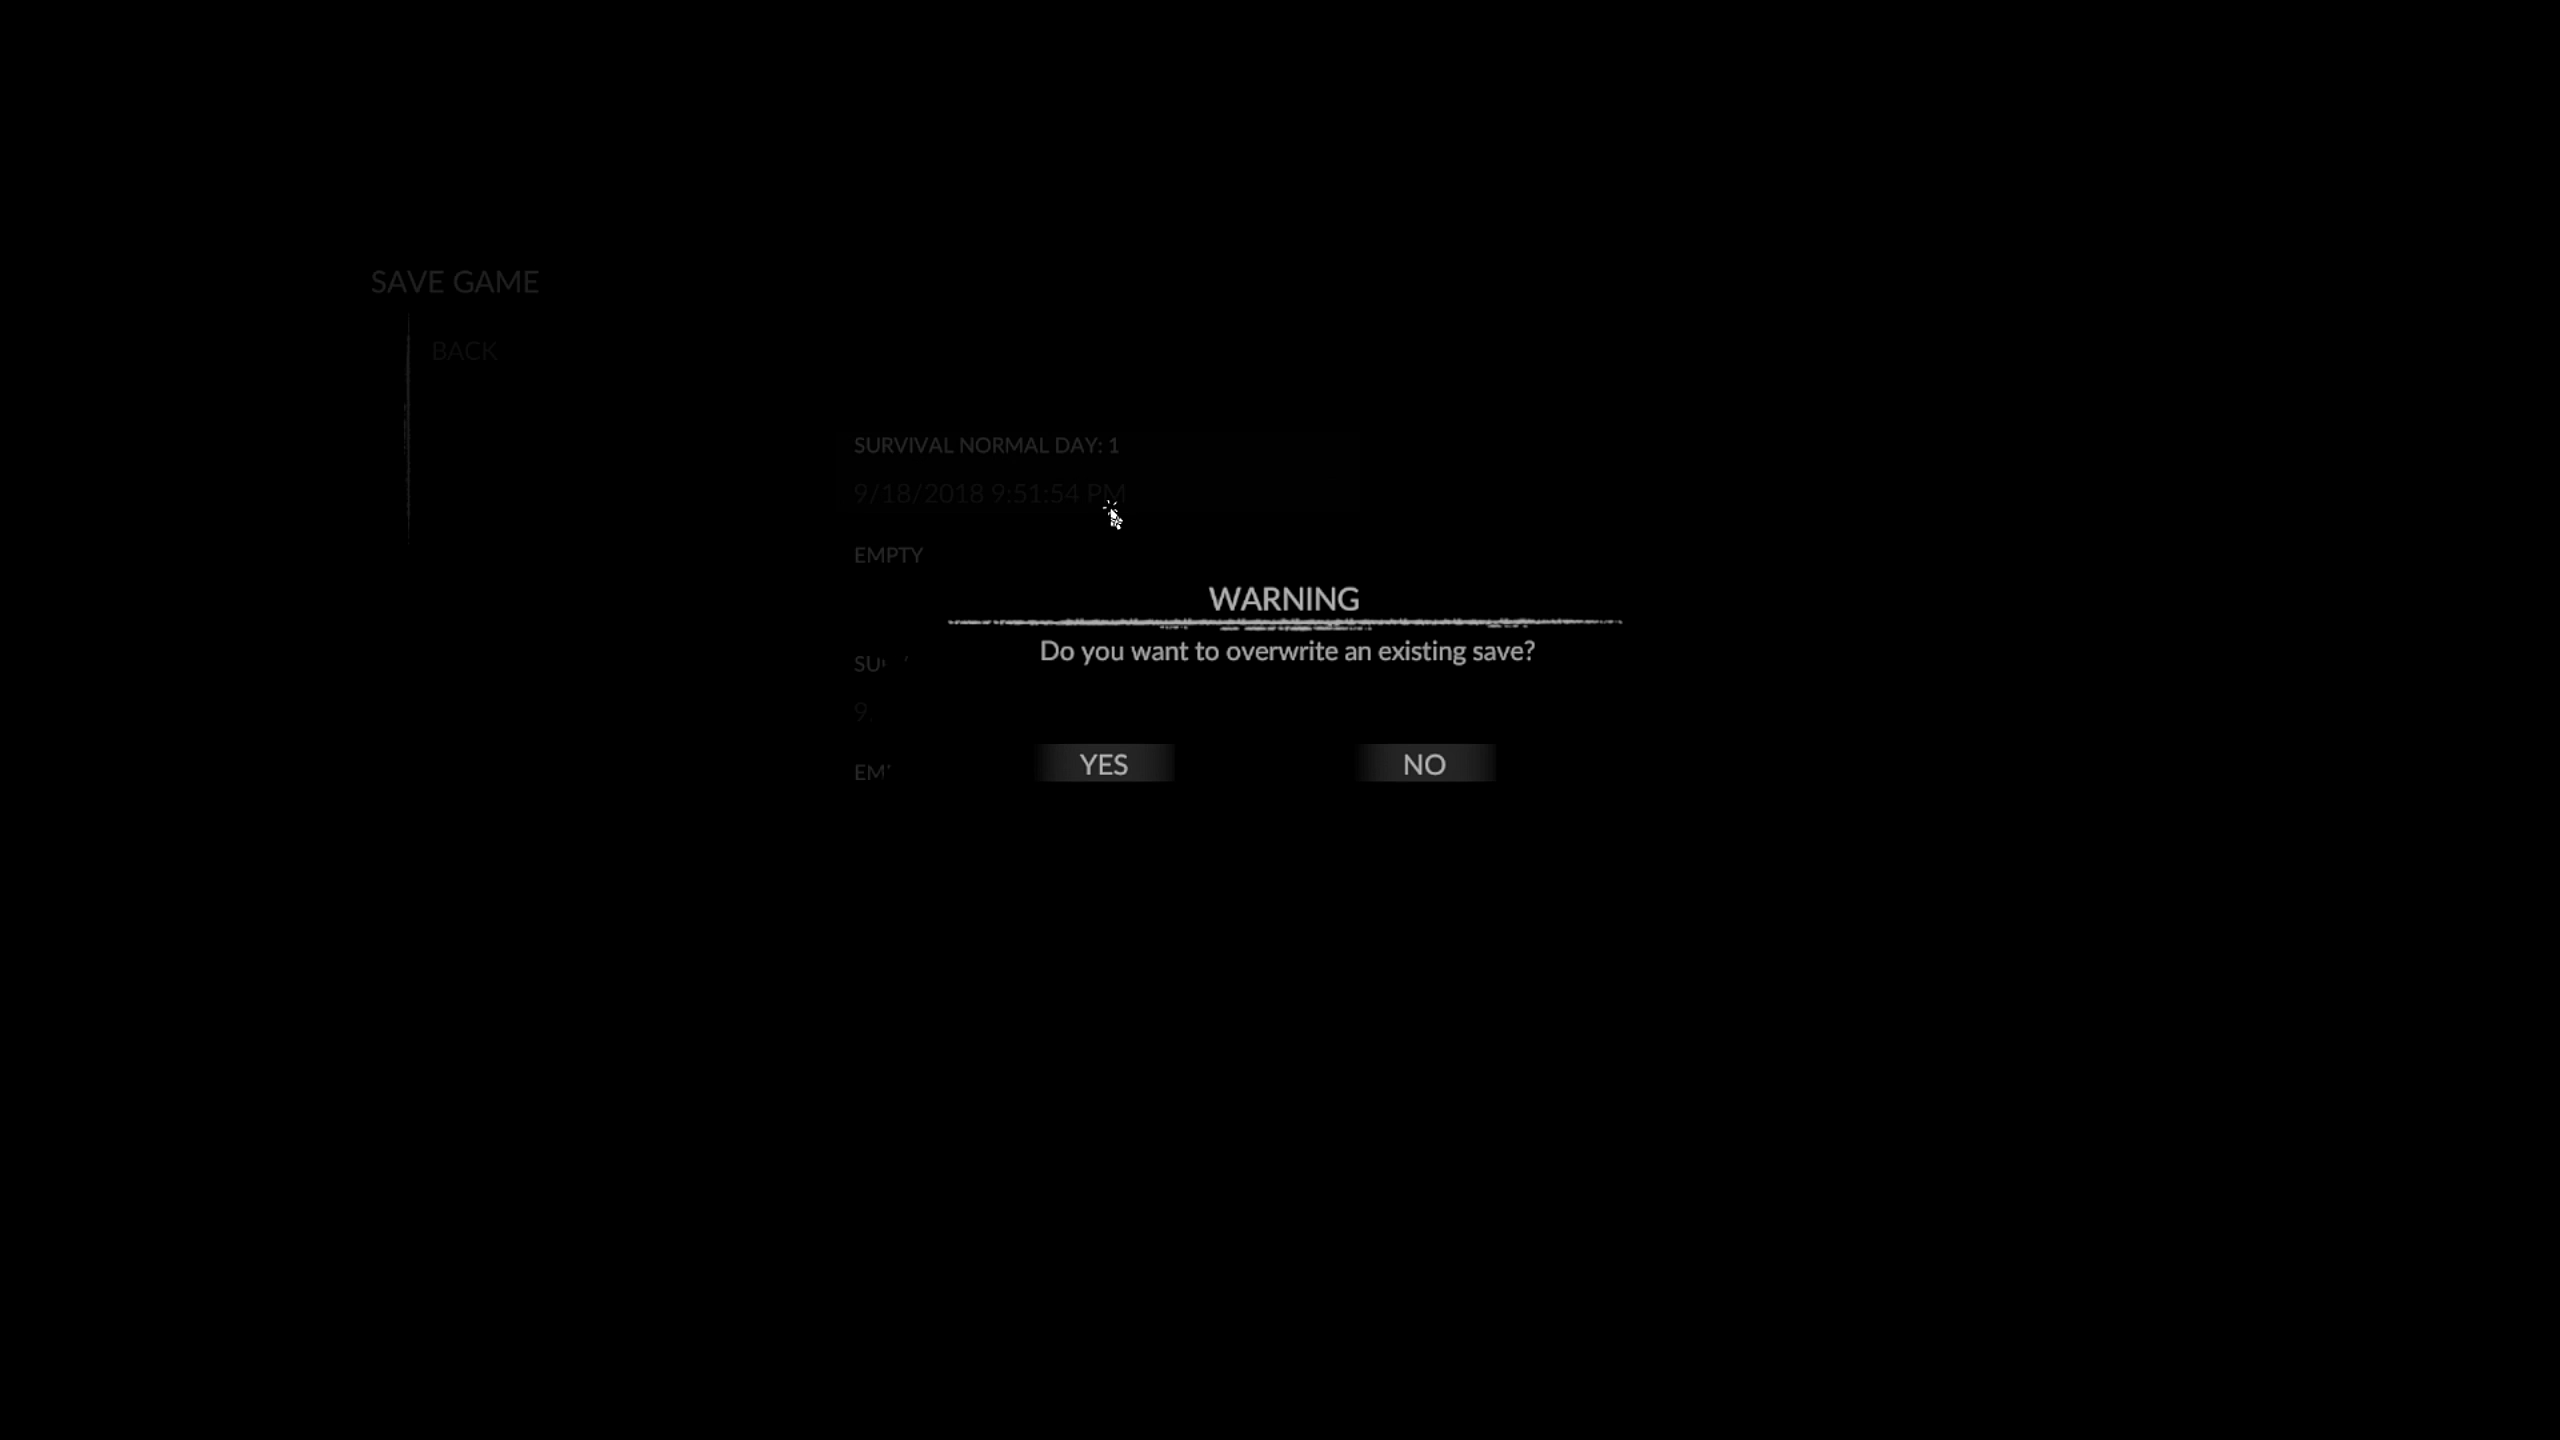 SAVE GAME
BACK
SURVIVAL NORMAL DAY: 1
9/18/2018 9:51:54 PM
EMPTY
WARNING
Do you want to overwrite an existing save?
YES
NO